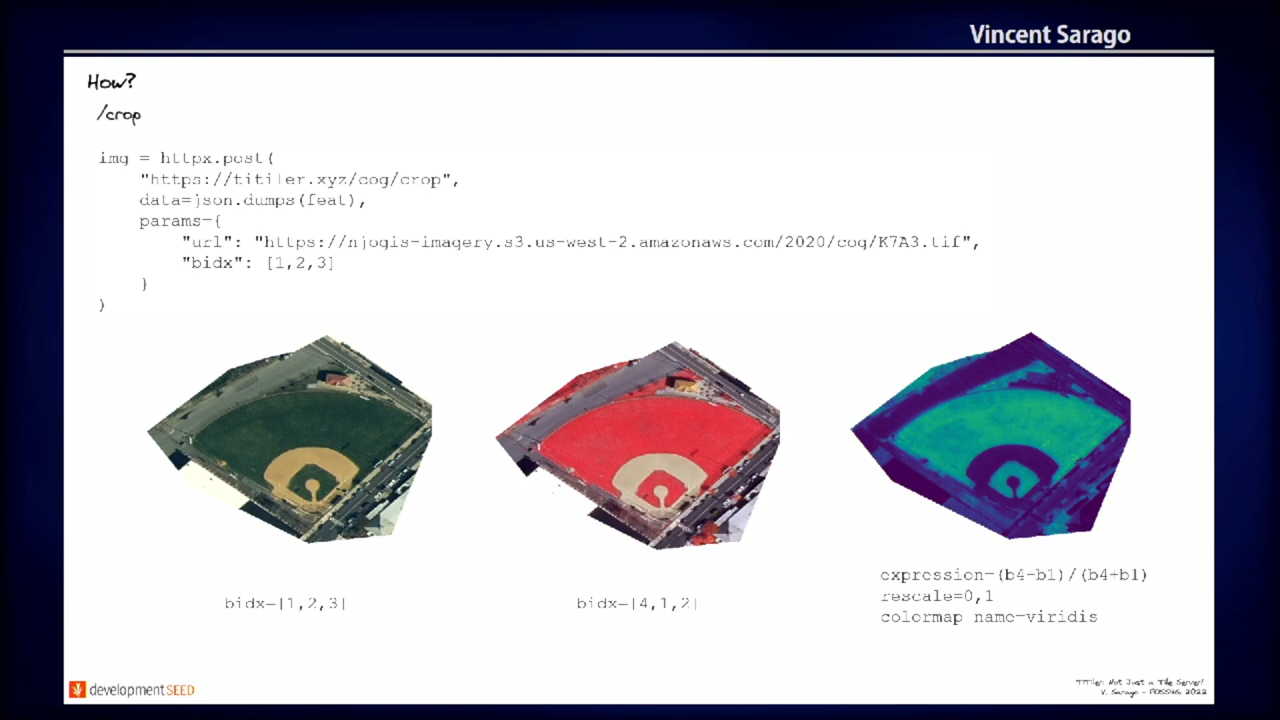 Vincent Sarago
How?
/crop
img = httpx.post(
"https://titiler.xyz/cog/crop",
data=json.dumps(feat),
params={
"url": "https://njogis-imagery.s3.us-west-2.amazonaws.com/2020/cog/K7A3.tif",
"bidx": [1,2,3]
}
)
bidx=[1,2,3]
bidx=[4,1,2]
expression=(b4-b1)/(b4+b1)
rescale=0,1
colormap_name=viridis
developmentSEED
TiTiler: Not Just a Tile Server!
V. Sarago - FOSS4G 2022